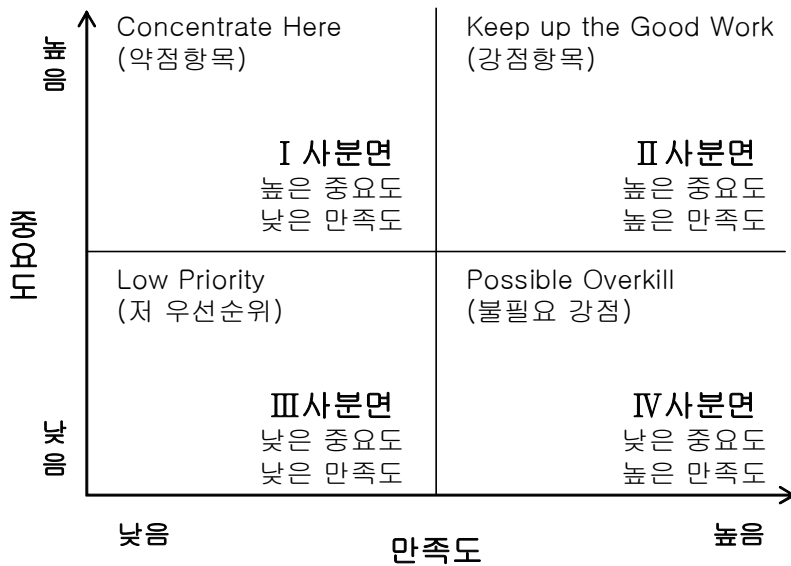 높음
Concentrate Here
(약점항목)
Ⅰ 사분면
높은 중요도
낮은 만족도
Keep up the Good Work
(강점항목)
Ⅱ 사분면
높은 중요도
높은 만족도
중요도
Low Priority
(저 우선순위)
Ⅲ사분면
낮은 중요도
낮은 만족도
Possible Overkill
(불필요 강점)
Ⅳ사분면
낮은 중요도
높은 만족도
낮음
낮음
만족도
높음